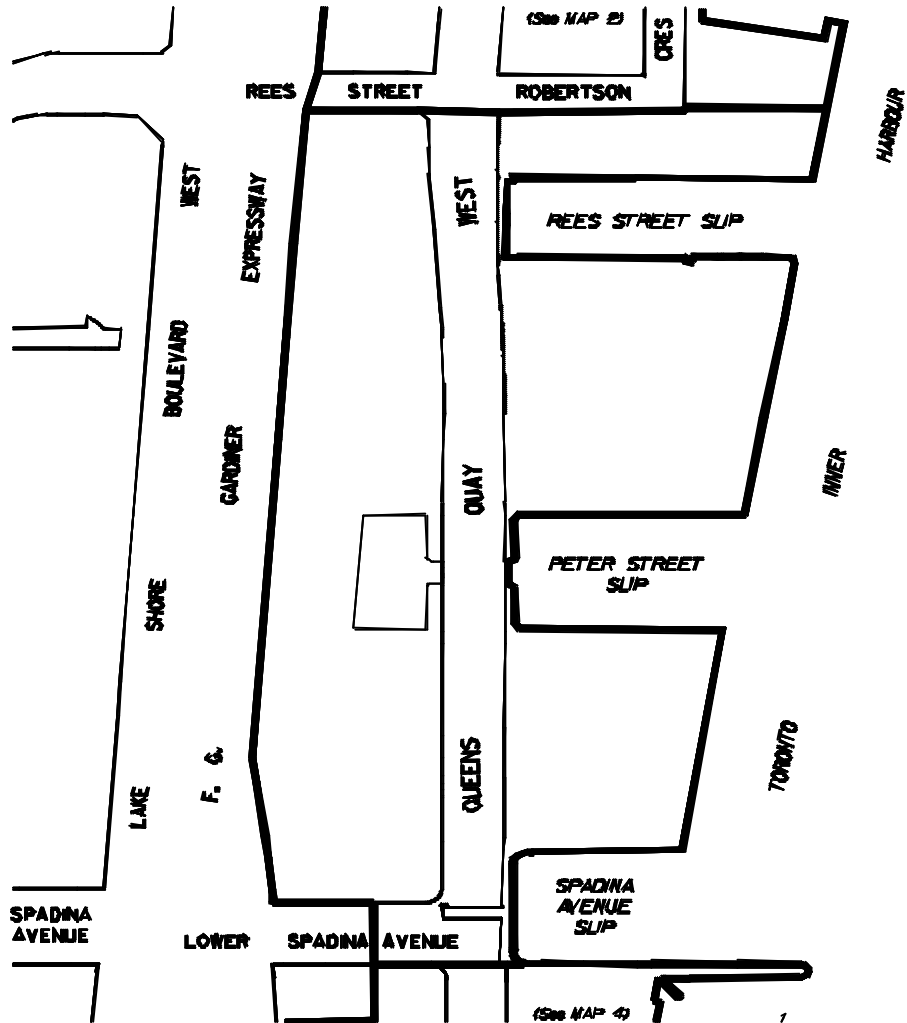 (See MAP 2)
CRES
REES STREET ROBERTSON
HARBOUR
WEST
EXPRESSWAY
WEST
REES STREET SLIP
BOULEVARD
GARDINER
QUAY
INNER
PETER STREET
SLIP
SHORE
F. G.
QUEENS
TORONTO
LAKE
SPADINA
AVENUE
SLIP
SPADINA
AVENUE
LOWER SPADINA AVENUE
(See MAP 4)
1